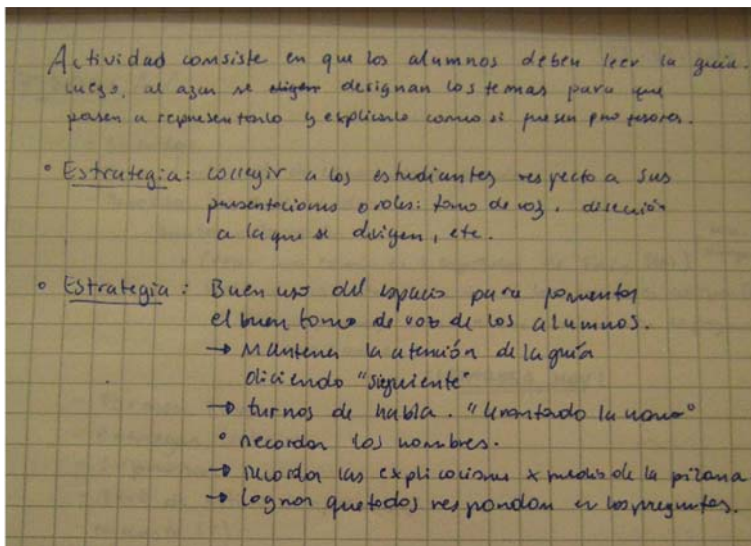 Actividad consiste en que los alumnos deben leer la guía.
luego, al azar se eligen designan los temas para que
pasen a representarlo y explicarlo como si fuesen profesores.
• Estrategia: corregir a los estudiantes respecto a sus
presentaciones o roles: tono de voz, dirección
a la que se dirigen, etc.
• Estrategia: Buen uso del espacio para fomentar
el buen tono de voz de los alumnos.
→ Mantener la atención de la guía
diciendo "siguiente"
→ turnos de habla. "levantando la mano"
• recordar los nombres.
→ recordar las explicaciones x medio de la pizarra
→ Lograr que todos respondan a las preguntas.